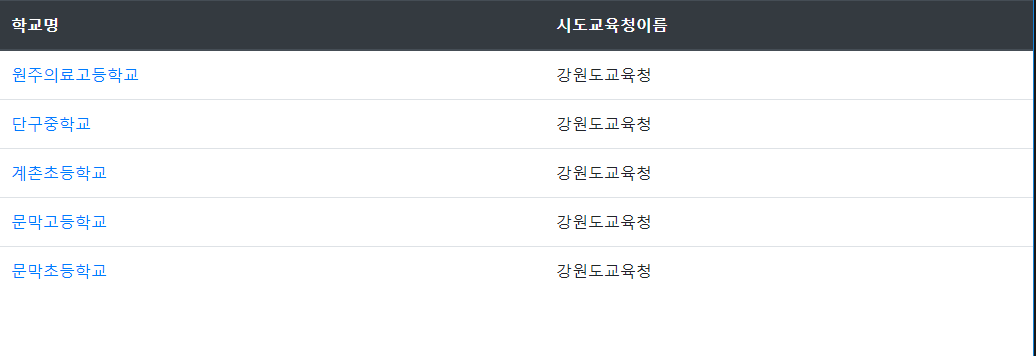 학교명 시도교육청이름
원주의료고등학교 강원도교육청
단구중학교 강원도교육청
계촌초등학교 강원도교육청
문막고등학교 강원도교육청
문막초등학교 강원도교육청